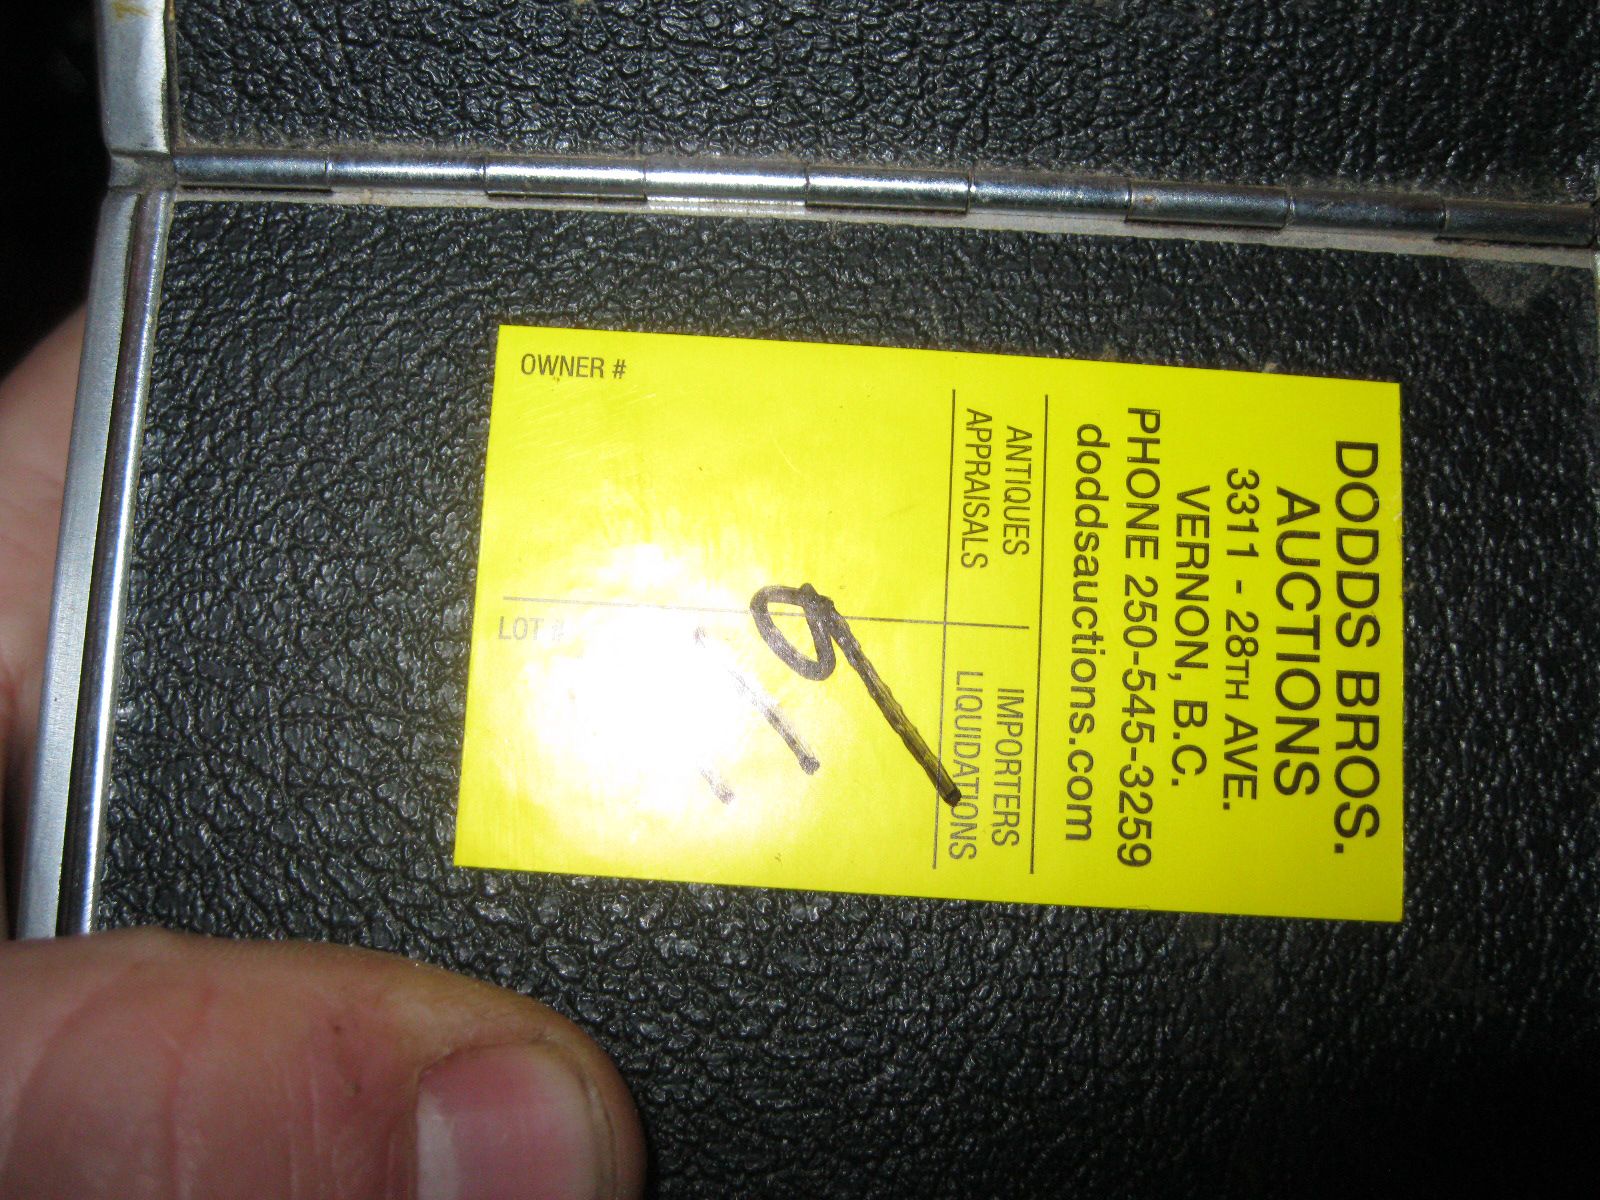 DODDS BROS.
AUCTIONS
3311 - 28TH AVE.
VERNON, B.C.
PHONE 250-545-3259
doddsauctions.com
ANTIQUES
APPRAISALS
IMPORTERS
LIQUIDATIONS
OWNER #
LOT #